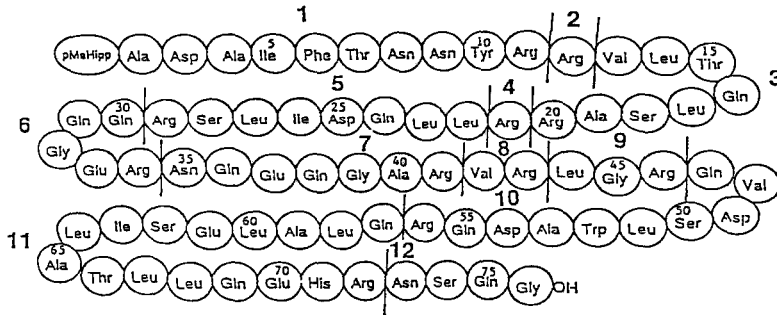 1 2
5 10 15
pMeHipp Ala Asp Ala Ile Phe Thr Asn Asn Tyr Arg Arg Val Leu Thr
3
Gln
5 4
30 25 20
Gln Gln Arg Ser Leu Ile Asp Gln Leu Leu Arg Arg Ala Ser Leu
6
Gly
7 8 9
35 40 45
Glu Arg Asn Gln Glu Gln Gly Ala Arg Val Arg Leu Gly Arg Gln Val
10
60 55 50
Leu Ile Ser Glu Leu Ala Leu Gln Arg Gln Asp Ala Trp Leu Ser Asp
11
65
Ala
12
70 75
Thr Leu Leu Gln Glu His Arg Asn Ser Gln Gly OH